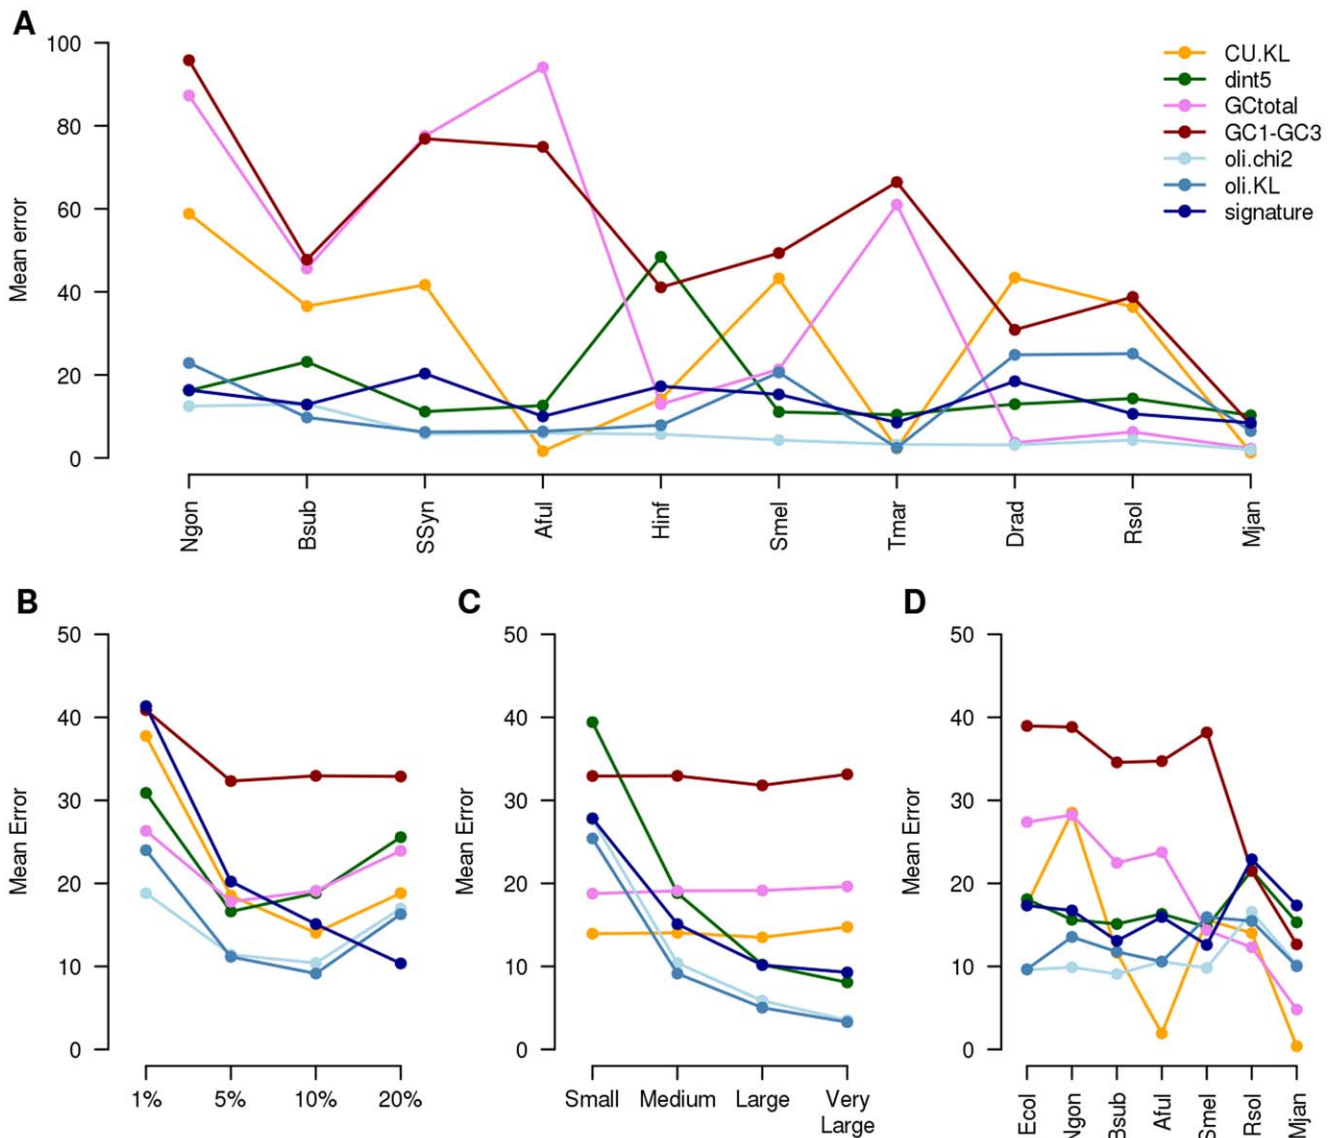 A
100
80
60
40
20
0
Mean error
CU.KL
dint5
GCtotal
GC1-GC3
oli.chi2
oli.KL
signature
Ngon
Bsub
SSyn
Aful
Hinf
Smel
Tmar
Drad
Rsol
Mjan
B
50
40
30
20
10
0
Mean Error
1%
5%
10%
20%
C
50
40
30
20
10
0
Mean Error
Small
Medium
Large
Very
Large
D
50
40
30
20
10
0
Mean Error
Ecol
Ngon
Bsub
Aful
Smel
Rsol
Mjan